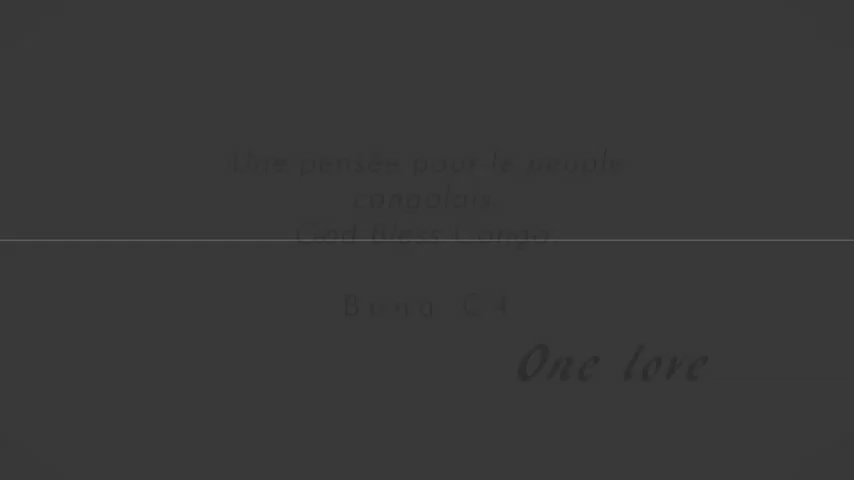 Une pensée pour le peuple
congolais
God Bless Congo
One love